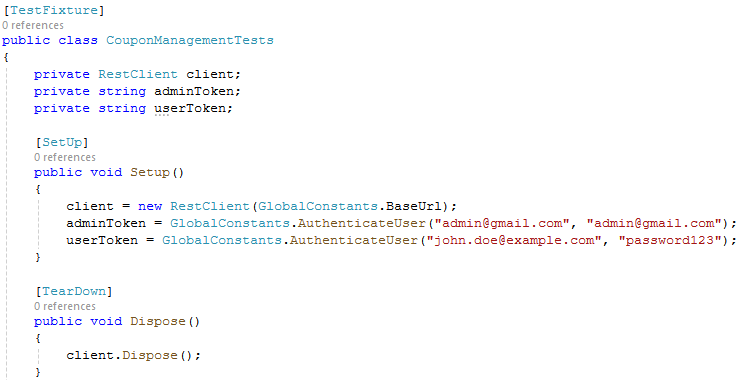 [TestFixture]
0 references
public class CouponManagementTests
{
    private RestClient client;
    private string adminToken;
    private string userToken;

    [SetUp]
    0 references
    public void Setup()
    {
        client = new RestClient(GlobalConstants.BaseUrl);
        adminToken = GlobalConstants.AuthenticateUser("admin@gmail.com", "admin@gmail.com");
        userToken = GlobalConstants.AuthenticateUser("john.doe@example.com", "password123");
    }

    [TearDown]
    0 references
    public void Dispose()
    {
        client.Dispose();
    }